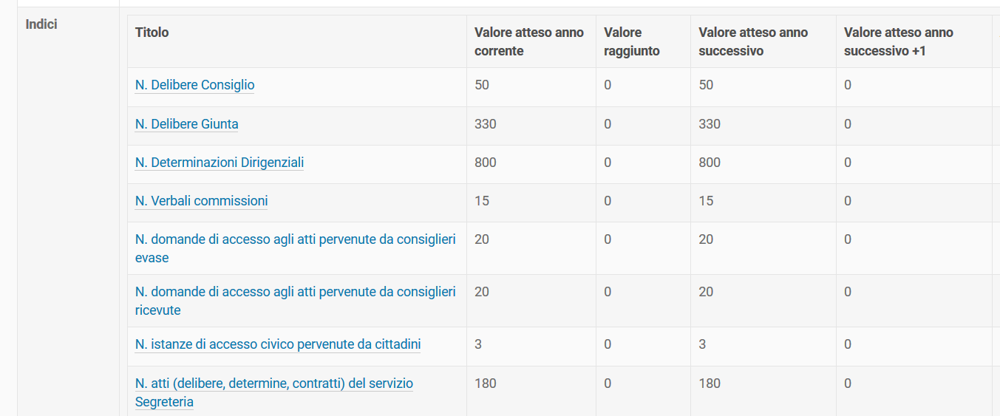 Indici
Titolo
Valore atteso anno corrente
Valore raggiunto
Valore atteso anno successivo
Valore atteso anno successivo +1
N. Delibere Consiglio 50 0 50 0
N. Delibere Giunta 330 0 330 0
N. Determinazioni Dirigenziali 800 0 800 0
N. Verbali commissioni 15 0 15 0
N. domande di accesso agli atti pervenute da consiglieri evase 20 0 20 0
N. domande di accesso agli atti pervenute da consiglieri ricevute 20 0 20 0
N. istanze di accesso civico pervenute da cittadini 3 0 3 0
N. atti (delibere, determine, contratti) del servizio Segreteria 180 0 180 0